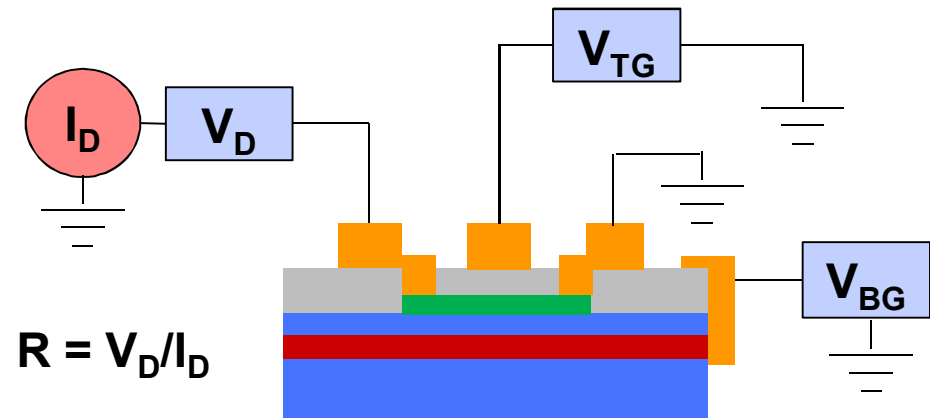 V_TG
I_D
V_D
V_BG
R = V_D/I_D